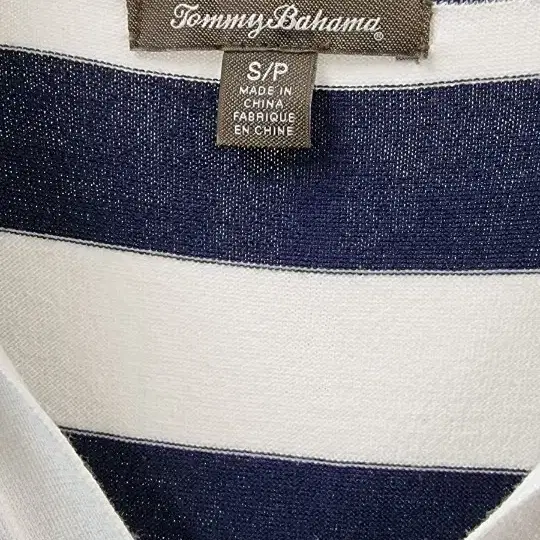 Tommy Bahama®
S/P
MADE IN
CHINA
FABRIQUE
EN CHINE